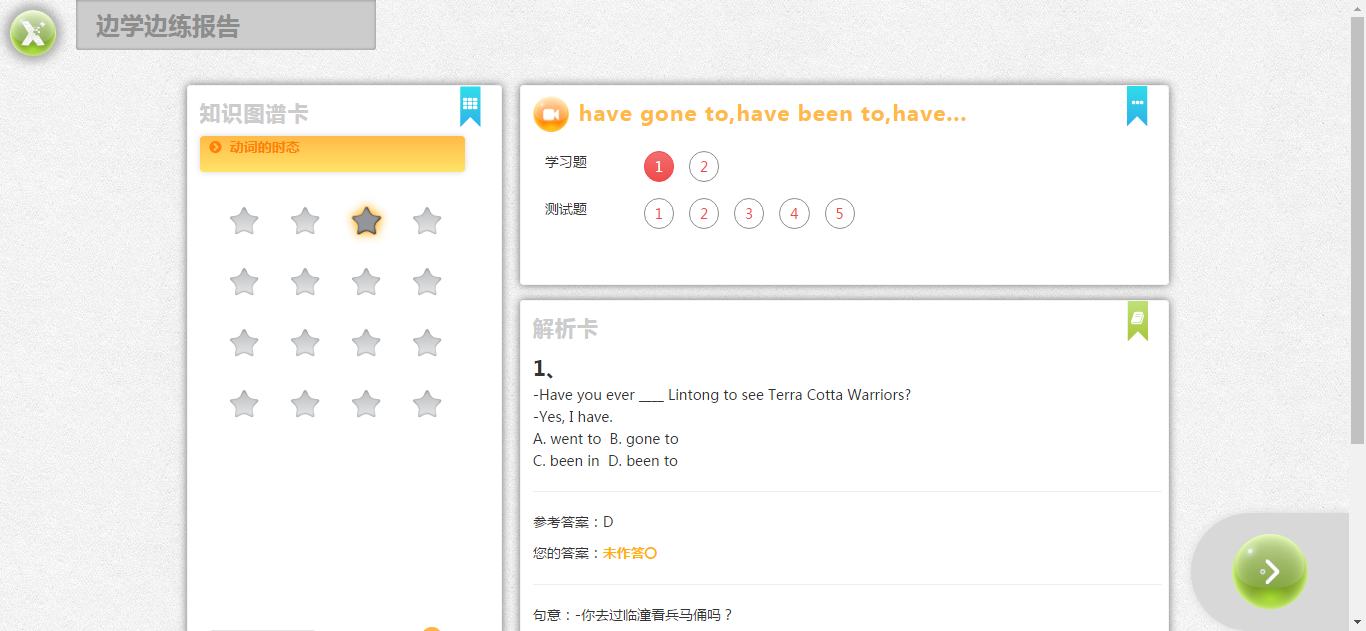 边学边练报告
知识图谱卡
动词的时态
have gone to,have been to,have...
学习题 1 2
测试题 1 2 3 4 5
解析卡
1、
-Have you ever ____ Lintong to see Terra Cotta Warriors?
-Yes, I have.
A. went to  B. gone to
C. been in  D. been to
参考答案：D
您的答案：未作答
句意：-你去过临潼看兵马俑吗？